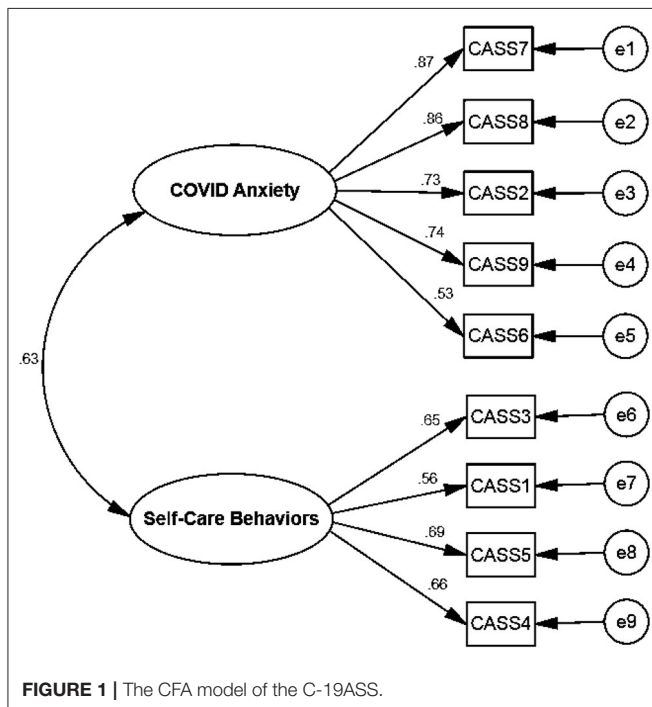 .87
CASS7
e1
.86
CASS8
e2
COVID Anxiety
.73
CASS2
e3
.74
CASS9
e4
.53
CASS6
e5
.63
.65
CASS3
e6
.56
CASS1
e7
Self-Care Behaviors
.69
CASS5
e8
.66
CASS4
e9
FIGURE 1 | The CFA model of the C-19ASS.